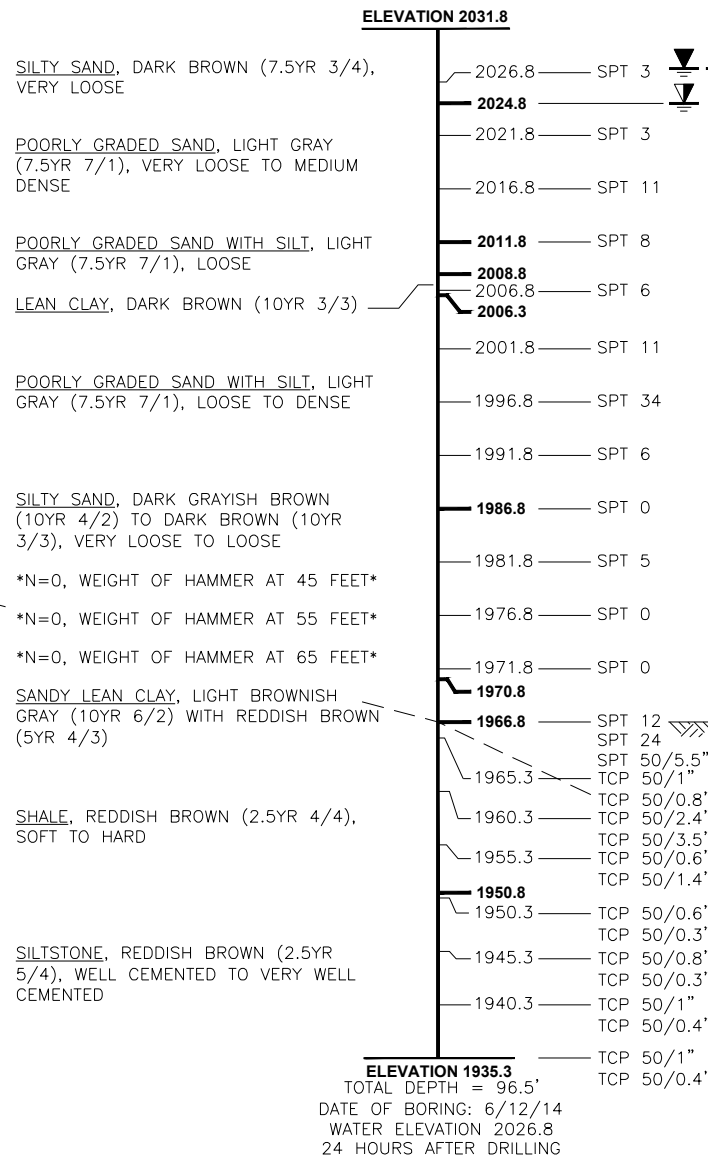 ELEVATION 2031.8
SILTY SAND, DARK BROWN (7.5YR 3/4),
VERY LOOSE
2026.8 SPT 3
2024.8
POORLY GRADED SAND, LIGHT GRAY
(7.5YR 7/1), VERY LOOSE TO MEDIUM
DENSE
2021.8 SPT 3
2016.8 SPT 11
POORLY GRADED SAND WITH SILT, LIGHT
GRAY (7.5YR 7/1), LOOSE
2011.8 SPT 8
2008.8
LEAN CLAY, DARK BROWN (10YR 3/3)
2006.8 SPT 6
2006.3
2001.8 SPT 11
POORLY GRADED SAND WITH SILT, LIGHT
GRAY (7.5YR 7/1), LOOSE TO DENSE
1996.8 SPT 34
1991.8 SPT 6
SILTY SAND, DARK GRAYISH BROWN
(10YR 4/2) TO DARK BROWN (10YR
3/3), VERY LOOSE TO LOOSE
1986.8 SPT 0
*N=0, WEIGHT OF HAMMER AT 45 FEET*
1981.8 SPT 5
*N=0, WEIGHT OF HAMMER AT 55 FEET*
1976.8 SPT 0
*N=0, WEIGHT OF HAMMER AT 65 FEET*
1971.8 SPT 0
1970.8
SANDY LEAN CLAY, LIGHT BROWNISH
GRAY (10YR 6/2) WITH REDDISH BROWN
(5YR 4/3)
1966.8 SPT 12
SPT 24
SPT 50/5.5"
1965.3 TCP 50/1"
TCP 50/0.8'
SHALE, REDDISH BROWN (2.5YR 4/4),
SOFT TO HARD
1960.3 TCP 50/2.4'
TCP 50/3.5'
1955.3 TCP 50/0.6'
TCP 50/1.4'
1950.8
1950.3 TCP 50/0.6'
TCP 50/0.3'
SILTSTONE, REDDISH BROWN (2.5YR
5/4), WELL CEMENTED TO VERY WELL
CEMENTED
1945.3 TCP 50/0.8'
TCP 50/0.3'
1940.3 TCP 50/1"
TCP 50/0.4'
ELEVATION 1935.3 TCP 50/1"
TCP 50/0.4'
TOTAL DEPTH = 96.5'
DATE OF BORING: 6/12/14
WATER ELEVATION 2026.8
24 HOURS AFTER DRILLING